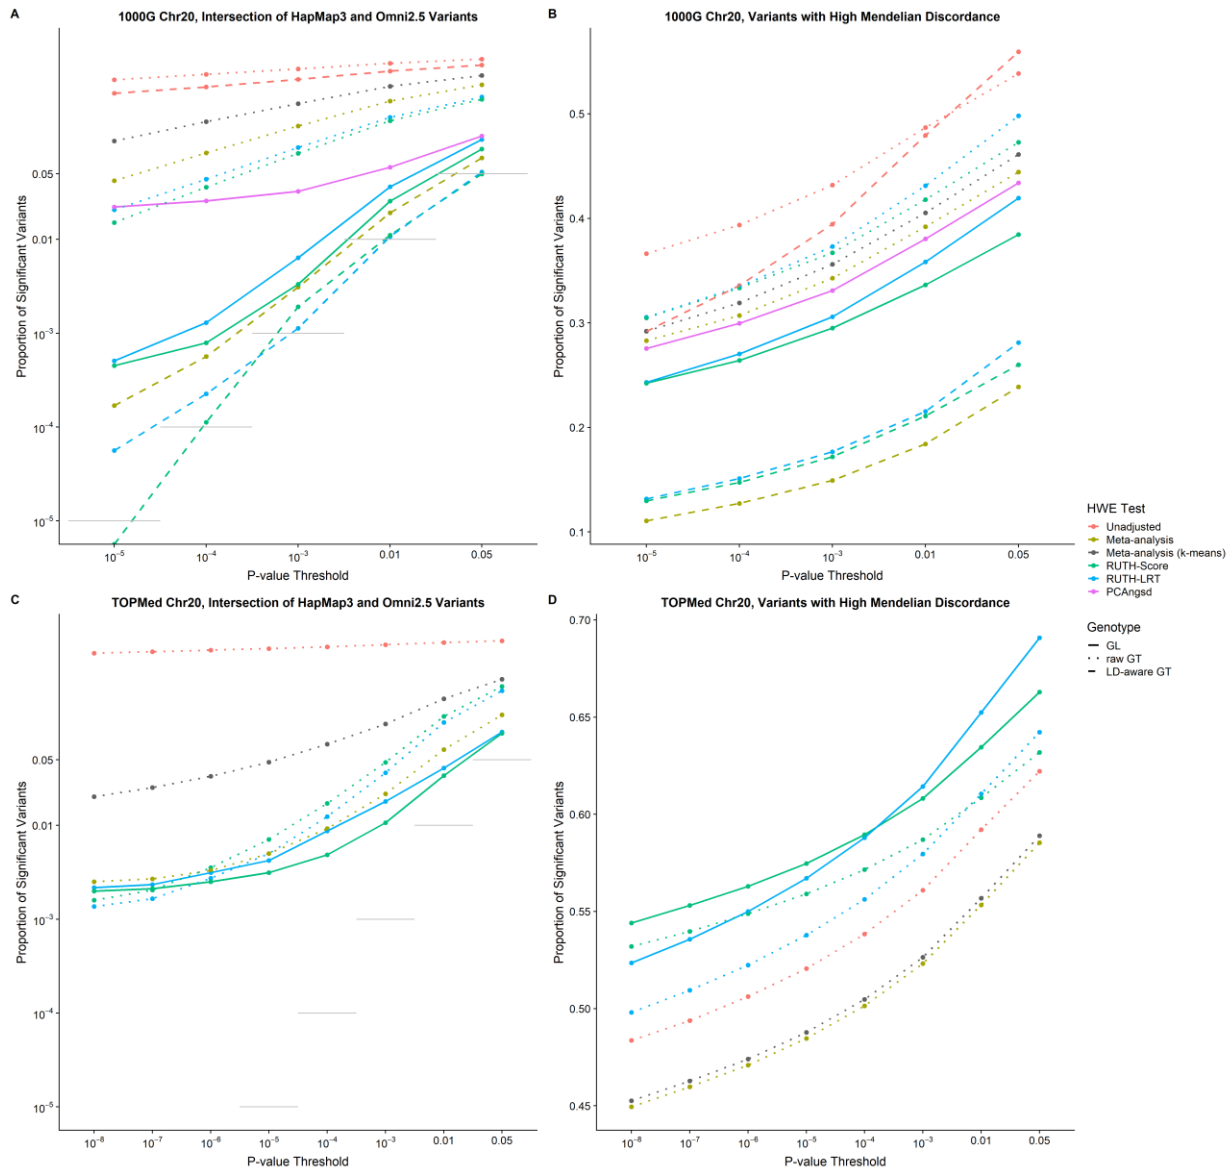 A
1000G Chr20, Intersection of HapMap3 and Omni2.5 Variants
Proportion of Significant Variants
0.05
0.01
10⁻³
10⁻⁴
10⁻⁵
10⁻⁵ 10⁻⁴ 10⁻³ 0.01 0.05
P-value Threshold
B
1000G Chr20, Variants with High Mendelian Discordance
Proportion of Significant Variants
0.5
0.4
0.3
0.2
0.1
10⁻⁵ 10⁻⁴ 10⁻³ 0.01 0.05
P-value Threshold
HWE Test
Unadjusted
Meta-analysis
Meta-analysis (k-means)
RUTH-Score
RUTH-LRT
PCAngsd
Genotype
GL
raw GT
LD-aware GT
C
TOPMed Chr20, Intersection of HapMap3 and Omni2.5 Variants
Proportion of Significant Variants
0.05
0.01
10⁻³
10⁻⁴
10⁻⁵
10⁻⁸ 10⁻⁷ 10⁻⁶ 10⁻⁵ 10⁻⁴ 10⁻³ 0.01 0.05
P-value Threshold
D
TOPMed Chr20, Variants with High Mendelian Discordance
Proportion of Significant Variants
0.70
0.65
0.60
0.55
0.50
0.45
10⁻⁸ 10⁻⁷ 10⁻⁶ 10⁻⁵ 10⁻⁴ 10⁻³ 0.01 0.05
P-value Threshold